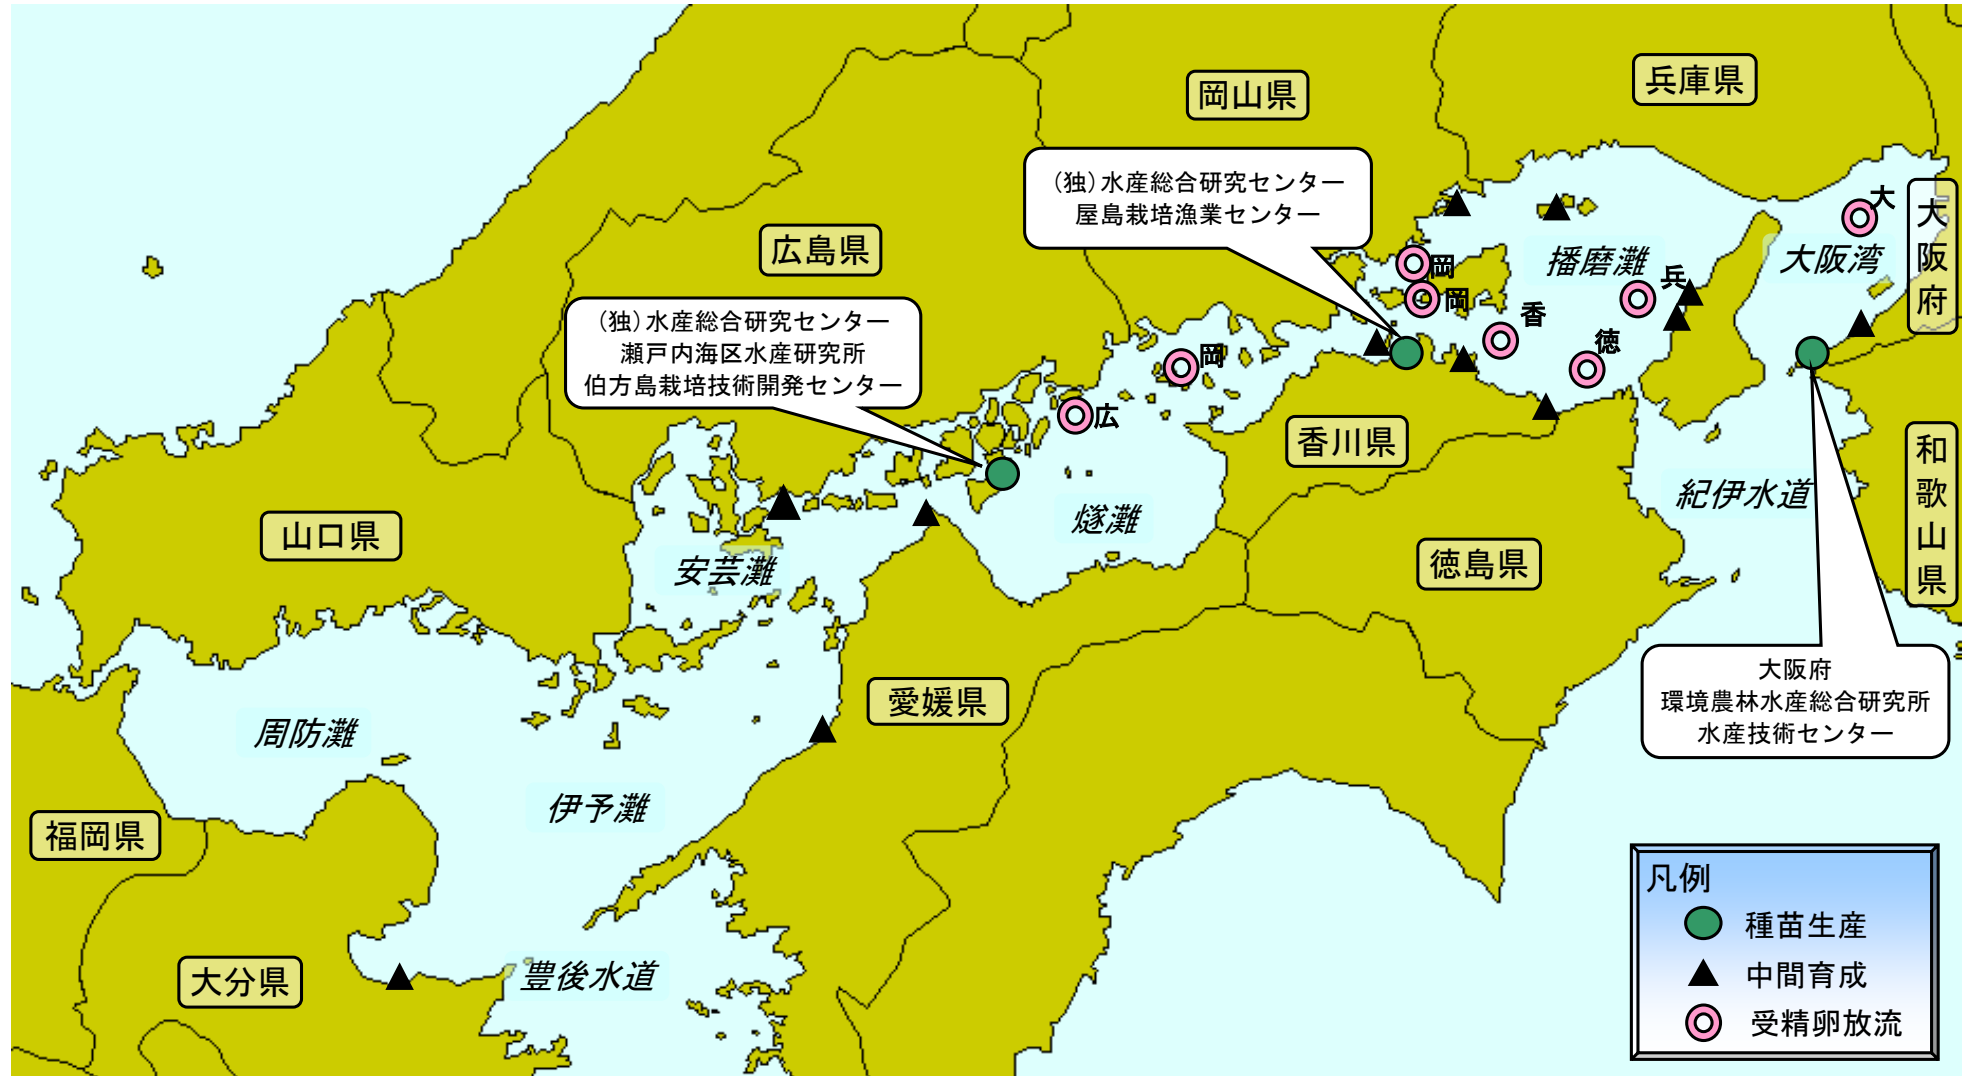 兵庫県
岡山県
(独)水産総合研究センター
屋島栽培漁業センター
大
大阪府
広島県
播磨灘
大阪湾
岡
兵
岡
香
徳
(独)水産総合研究センター
瀬戸内海区水産研究所
伯方島栽培技術開発センター
岡
広
香川県
和歌山県
紀伊水道
燧灘
山口県
安芸灘
徳島県
大阪府
環境農林水産総合研究所
水産技術センター
愛媛県
周防灘
伊予灘
福岡県
大分県
豊後水道
凡例
種苗生産
中間育成
受精卵放流